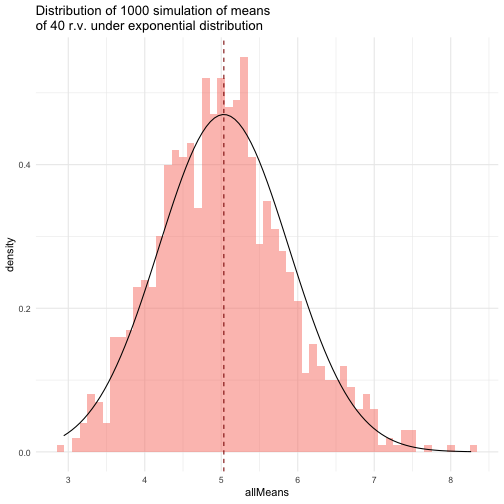 Distribution of 1000 simulation of means
of 40 r.v. under exponential distribution
density
0.4
0.2
0.0
3 4 5 6 7 8
allMeans